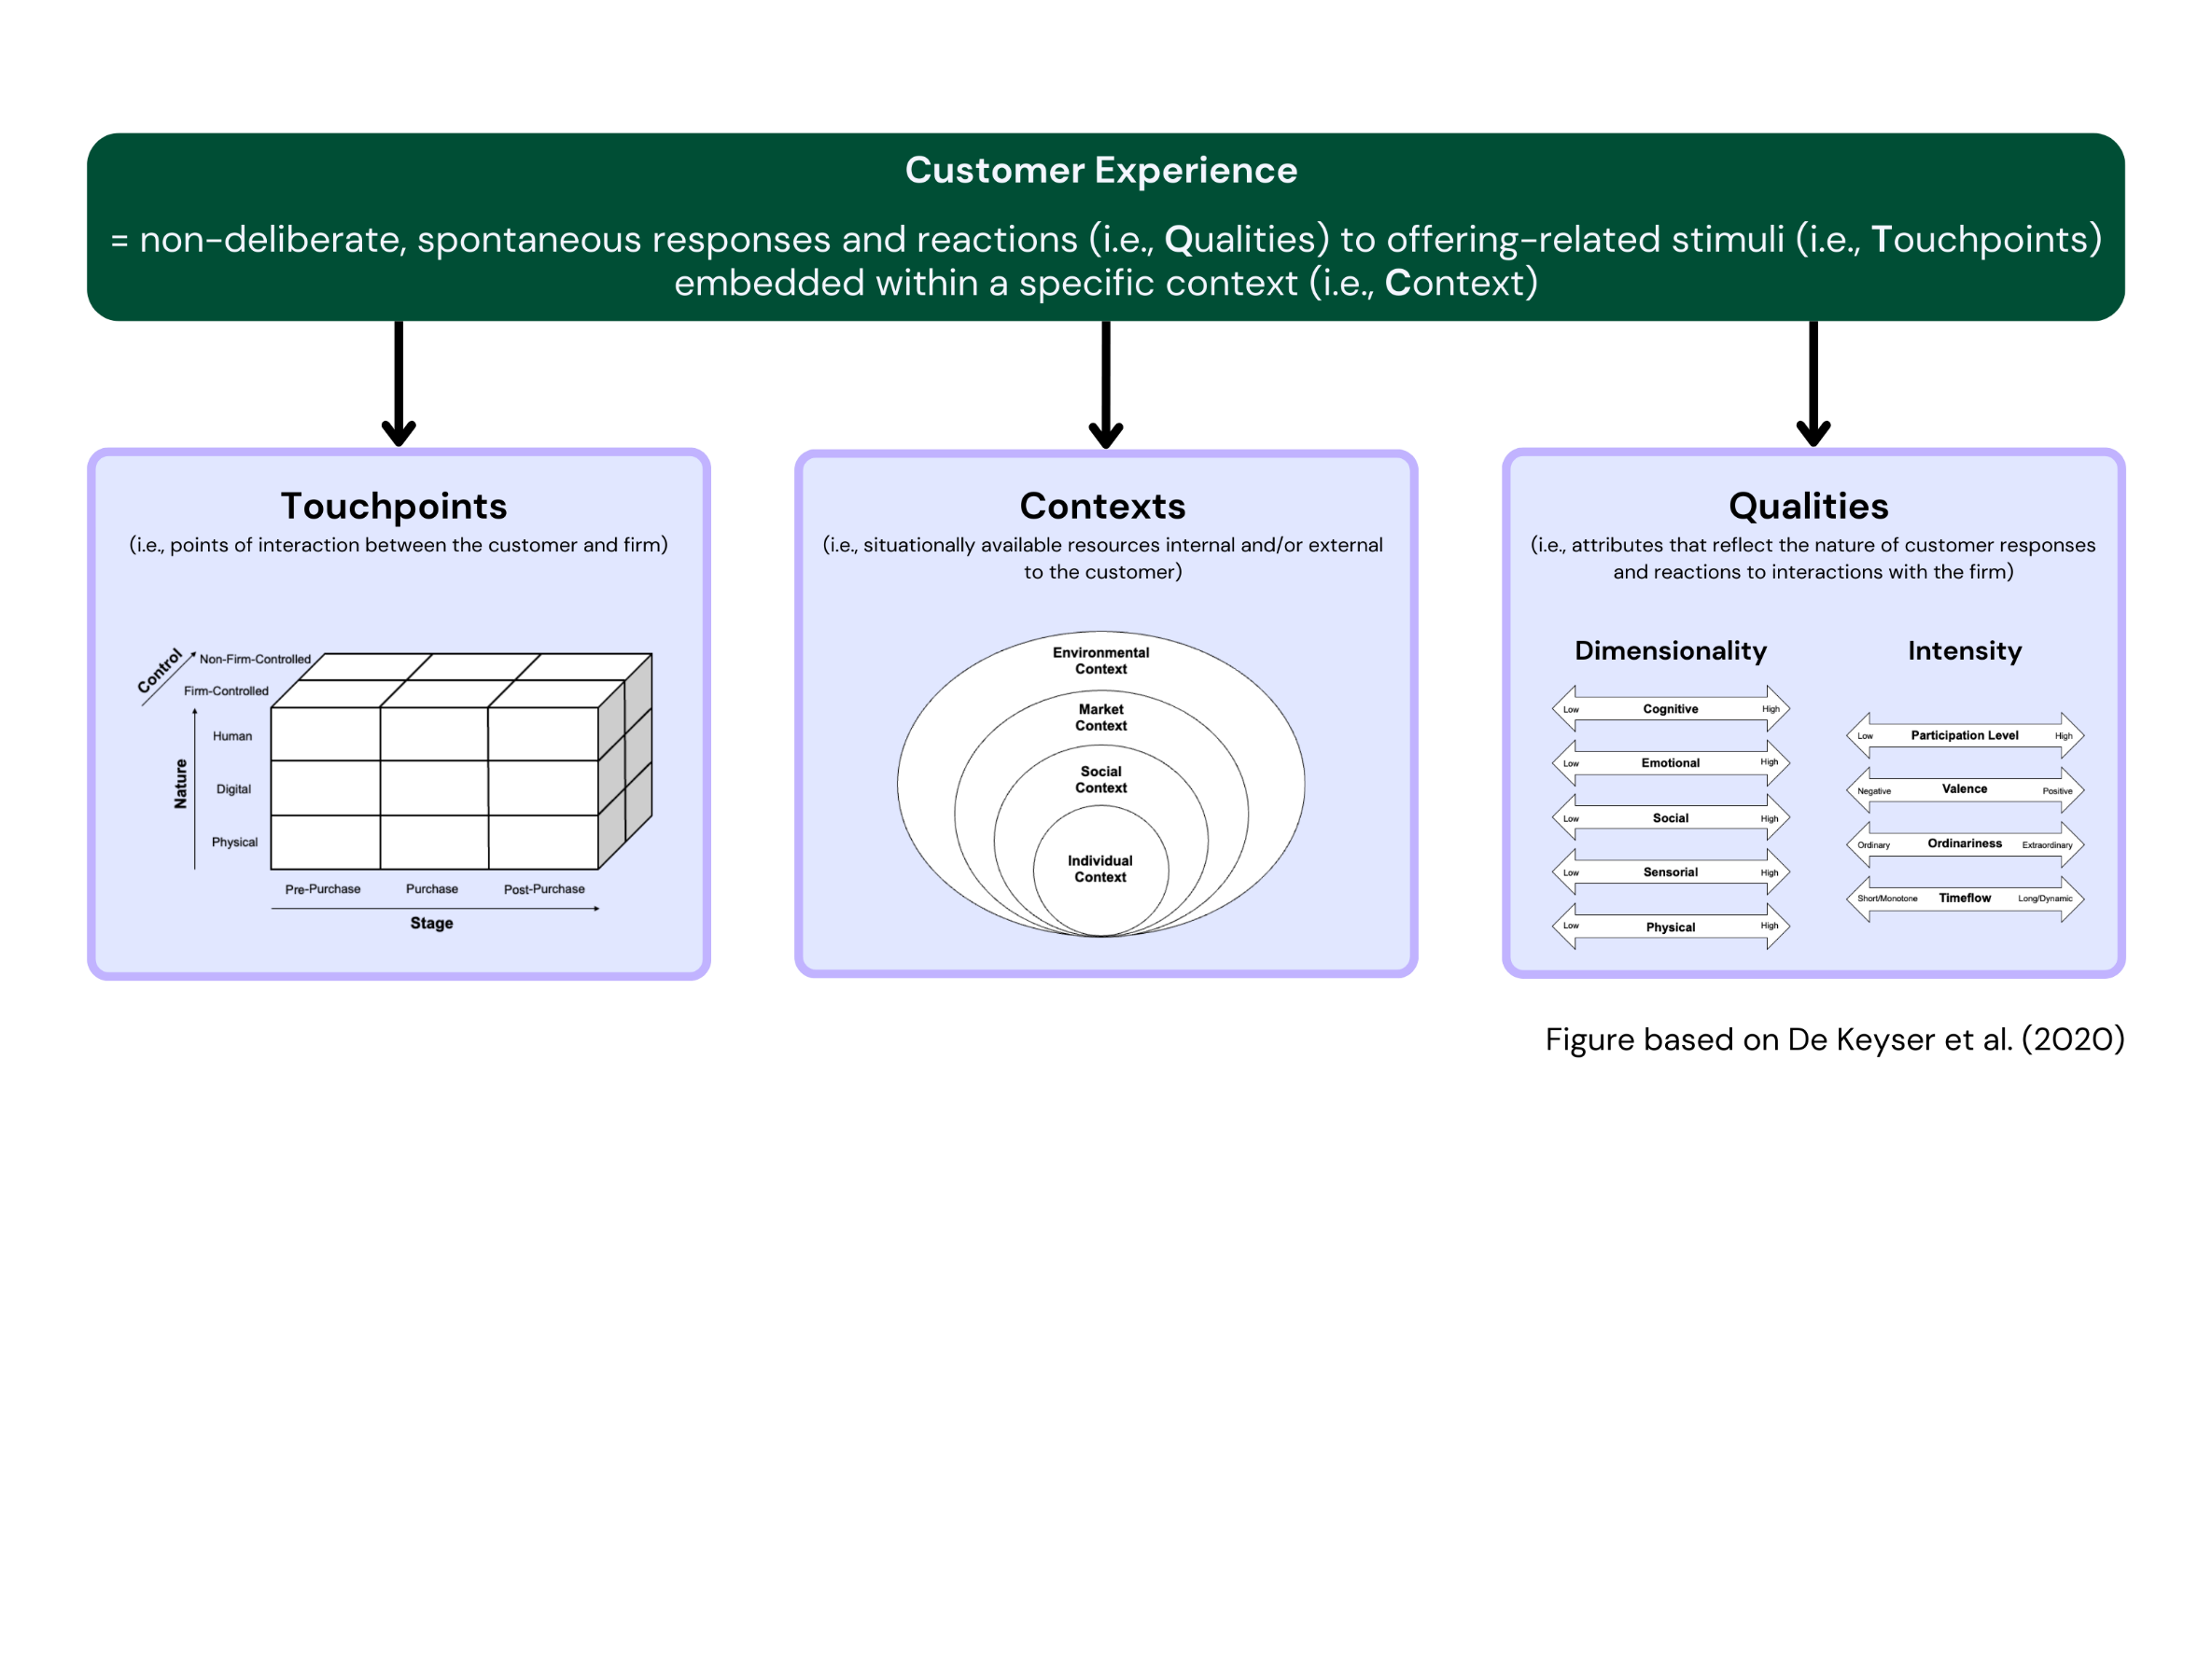 Customer Experience
= non-deliberate, spontaneous responses and reactions (i.e., Qualities) to offering-related stimuli (i.e., Touchpoints)
embedded within a specific context (i.e., Context)
Touchpoints
(i.e., points of interaction between the customer and firm)
Control
Non-Firm-Controlled
Firm-Controlled
Nature
Human
Digital
Physical
Pre-Purchase Purchase Post-Purchase
Stage
Contexts
(i.e., situationally available resources internal and/or external
to the customer)
Environmental
Context
Market
Context
Social
Context
Individual
Context
Qualities
(i.e., attributes that reflect the nature of customer responses
and reactions to interactions with the firm)
Dimensionality
Low Cognitive High
Low Emotional High
Low Social High
Low Sensorial High
Low Physical High
Intensity
Low Participation Level High
Negative Valence Positive
Ordinary Ordinariness Extraordinary
Short/Monotone Timeflow Long/Dynamic
Figure based on De Keyser et al. (2020)